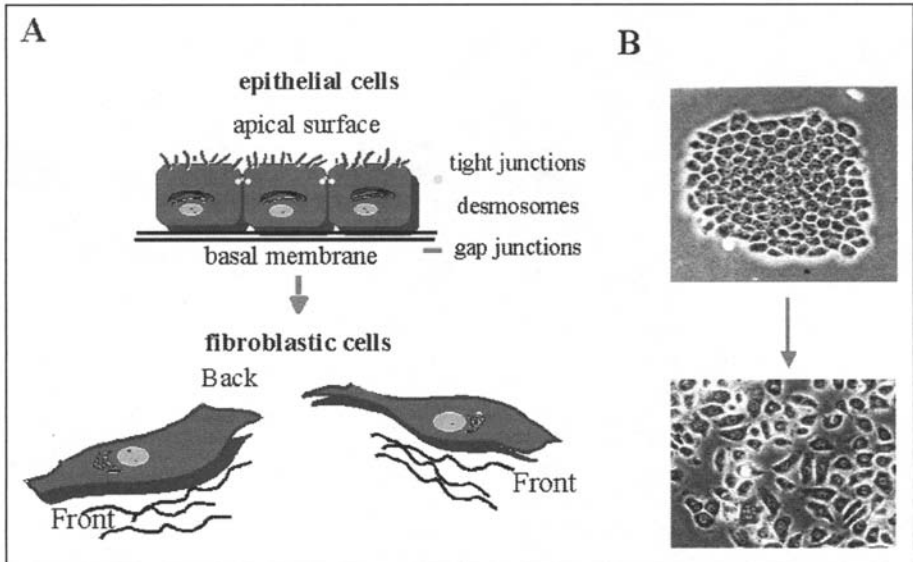 A
epithelial cells
apical surface
tight junctions
desmosomes
gap junctions
basal membrane
fibroblastic cells
Back
Front
Front
B